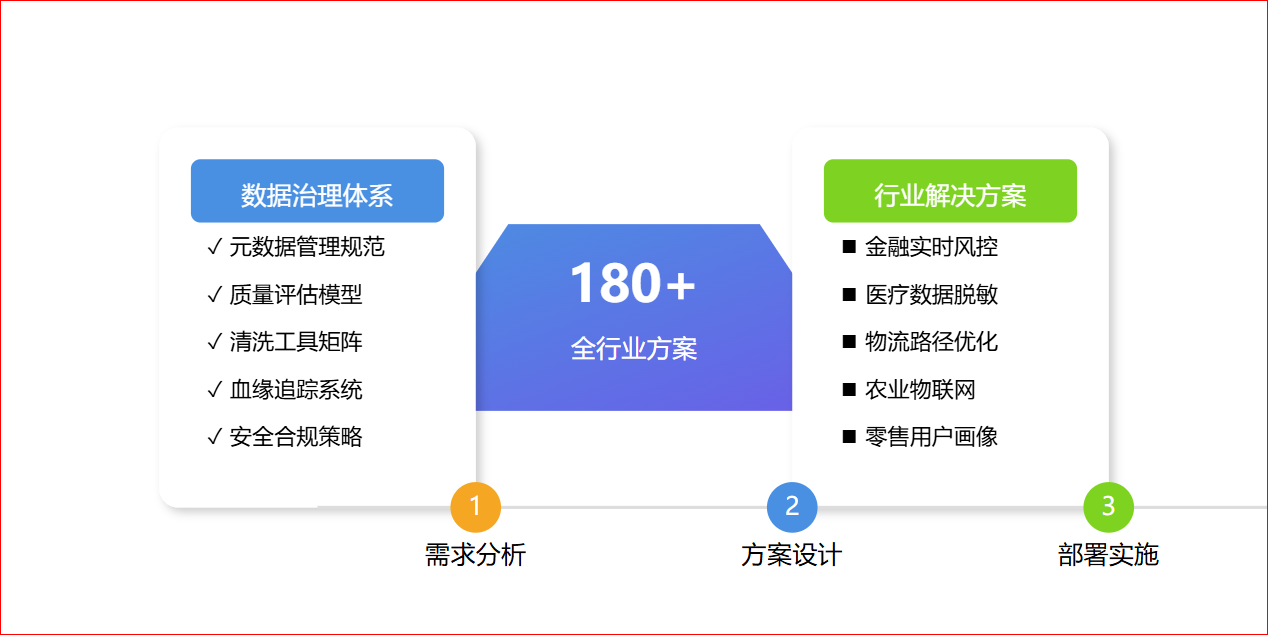 数据治理体系
✓ 元数据管理规范
✓ 质量评估模型
✓ 清洗工具矩阵
✓ 血缘追踪系统
✓ 安全合规策略
180+
全行业方案
行业解决方案
■ 金融实时风控
■ 医疗数据脱敏
■ 物流路径优化
■ 农业物联网
■ 零售用户画像
1
需求分析
2
方案设计
3
部署实施